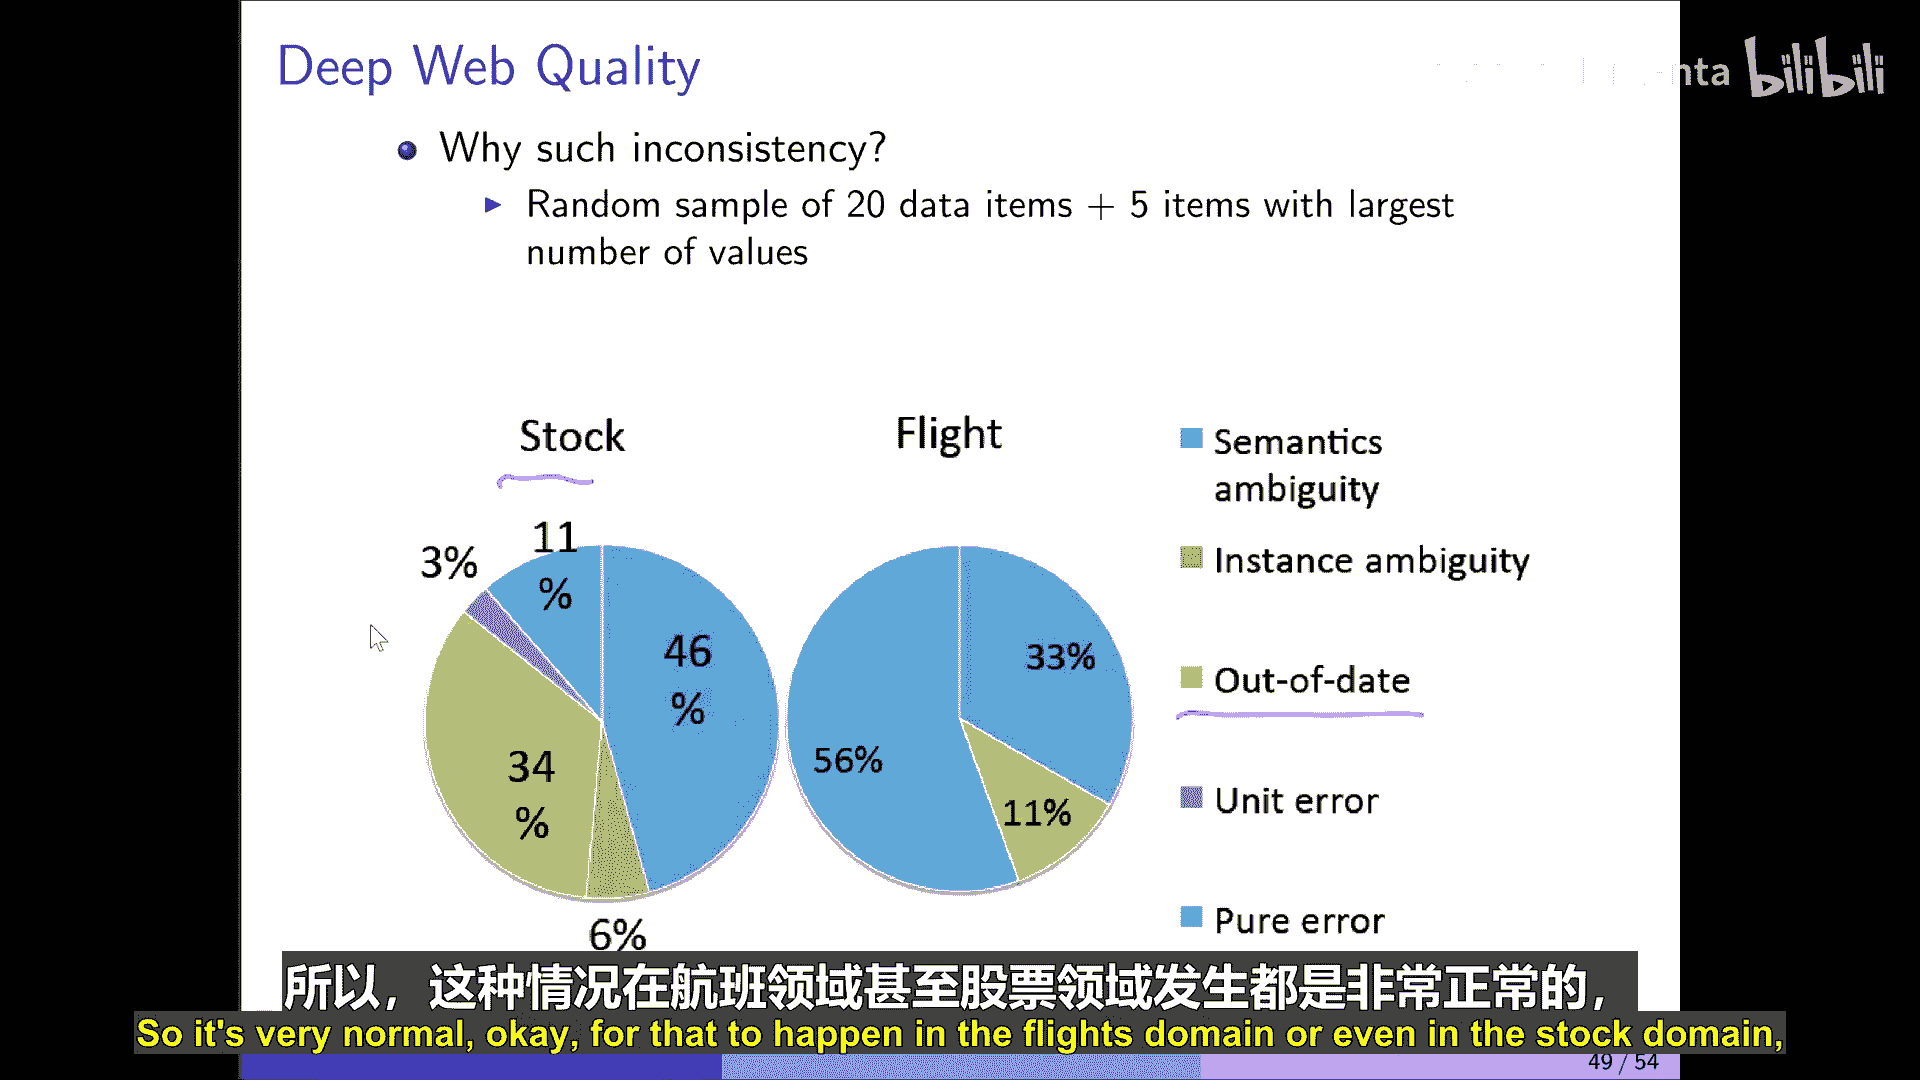 Deep Web Quality
nta bilibili
Why such inconsistency?
Random sample of 20 data items + 5 items with largest
number of values
Stock
Flight
3%
11
%
46
%
34
%
6%
33%
56%
11%
Semantics
ambiguity
Instance ambiguity
Out-of-date
Unit error
Pure error
所以，这种情况在航班领域甚至股票领域发生都是非常正常的，
So it's very normal, okay, for that to happen in the flights domain or even in the stock domain,
49 / 54